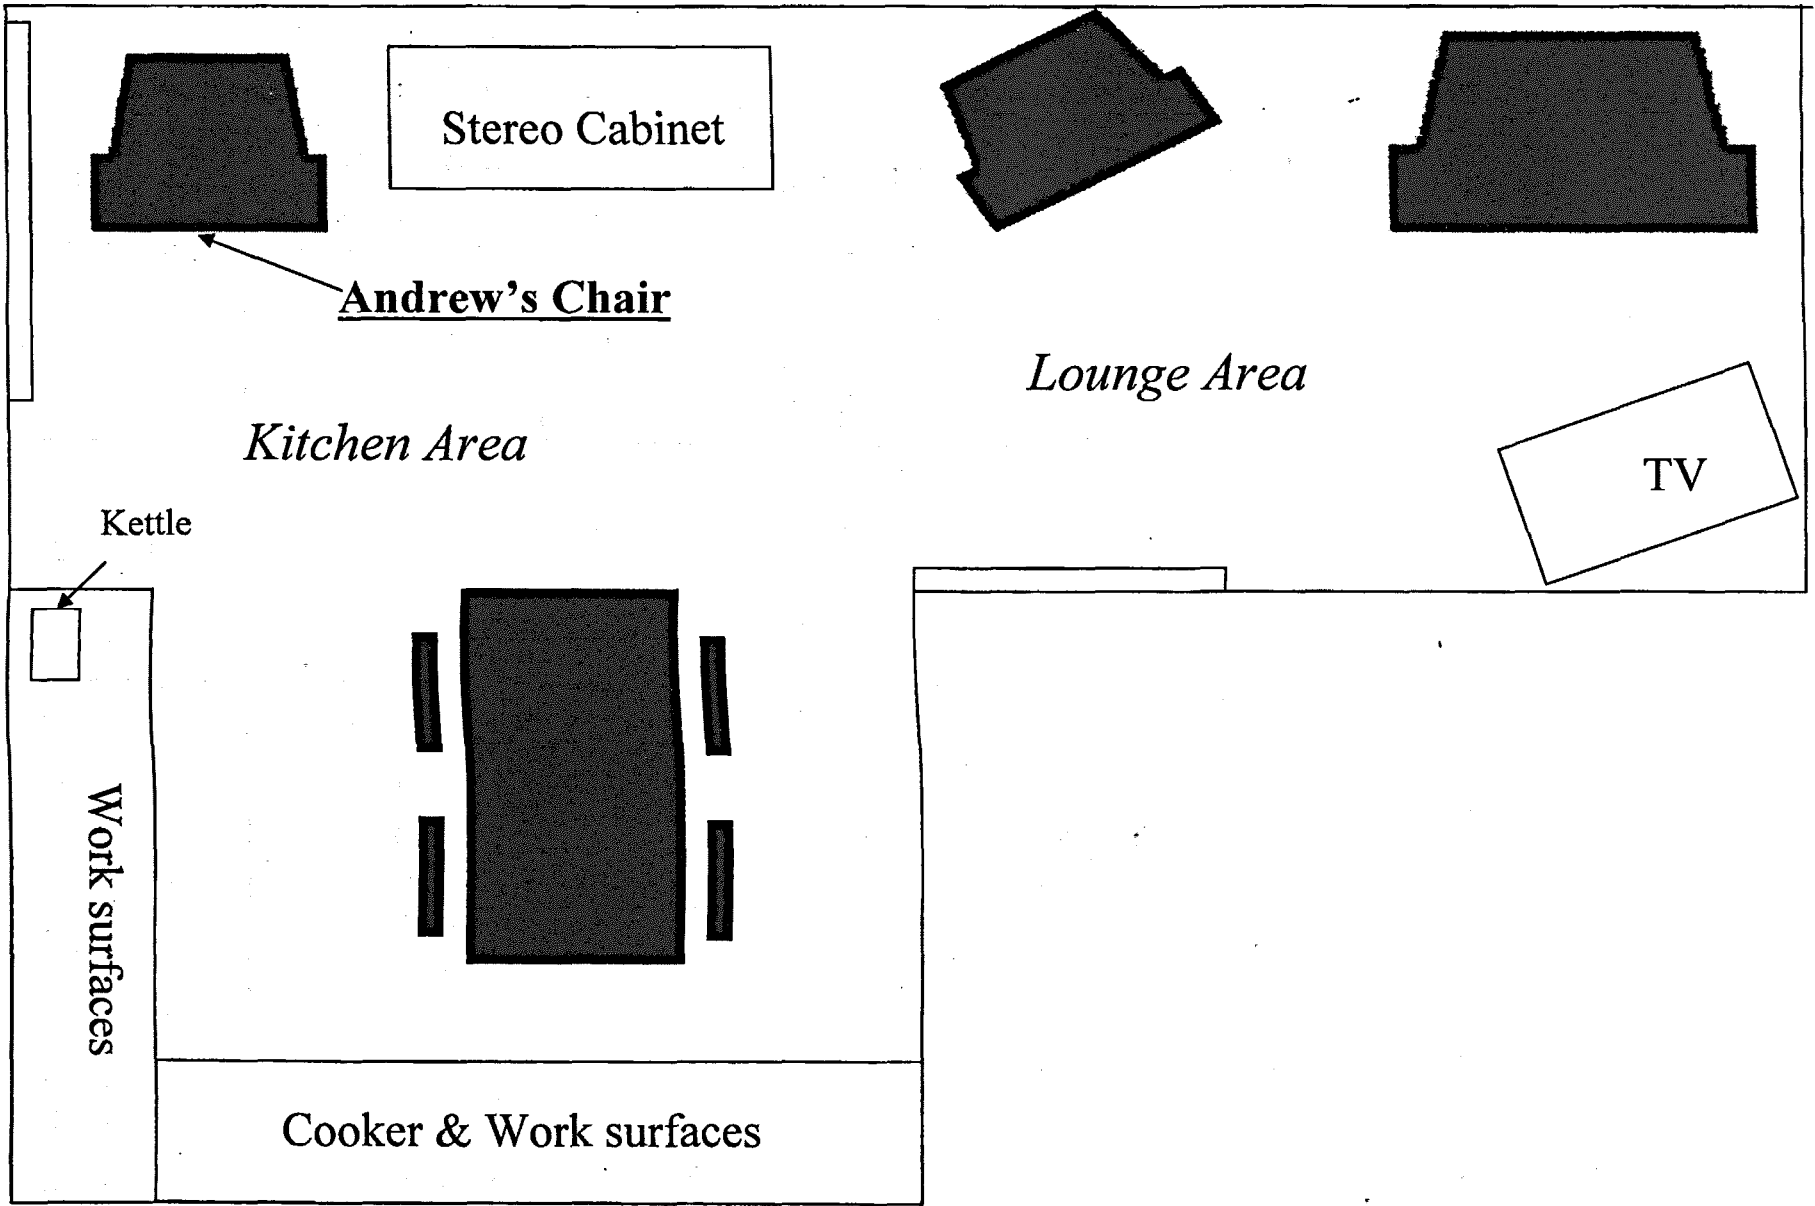 Stereo Cabinet
Andrew’s Chair
Lounge Area
Kitchen Area
TV
Kettle
Work surfaces
Cooker & Work surfaces